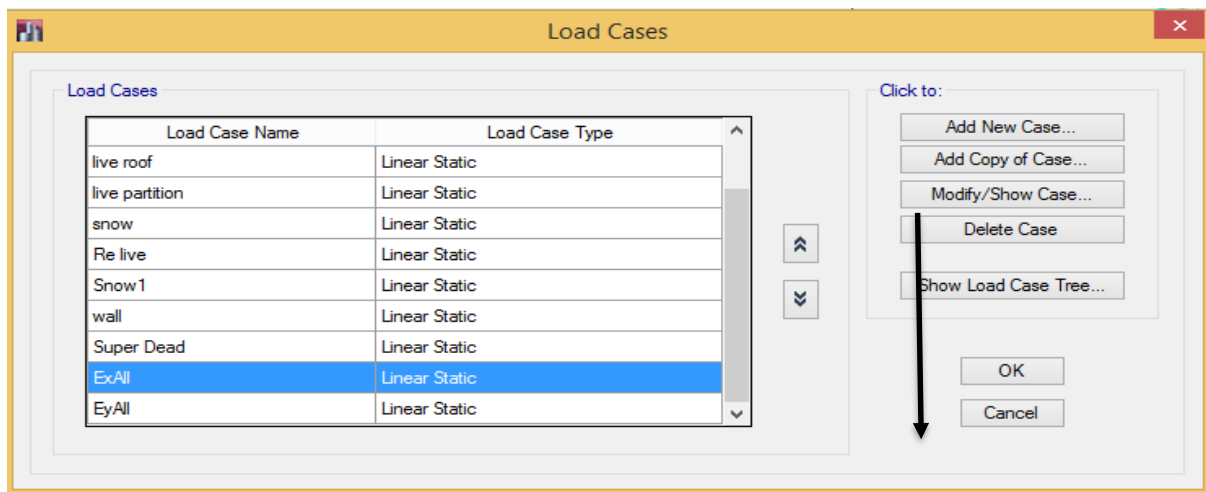 Load Cases
Load Cases
Load Case Name Load Case Type
live roof Linear Static
live partition Linear Static
snow Linear Static
Re live Linear Static
Snow1 Linear Static
wall Linear Static
Super Dead Linear Static
ExAll Linear Static
EyAll Linear Static
Click to:
Add New Case...
Add Copy of Case...
Modify/Show Case...
Delete Case
Show Load Case Tree...
OK
Cancel